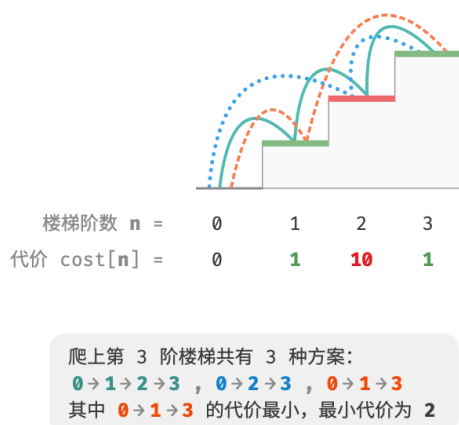 楼梯阶数 n = 0 1 2 3
代价 cost[n] = 0 1 10 1
爬上第 3 阶楼梯共有 3 种方案：
0→1→2→3 , 0→2→3 , 0→1→3
其中 0→1→3 的代价最小，最小代价为 2